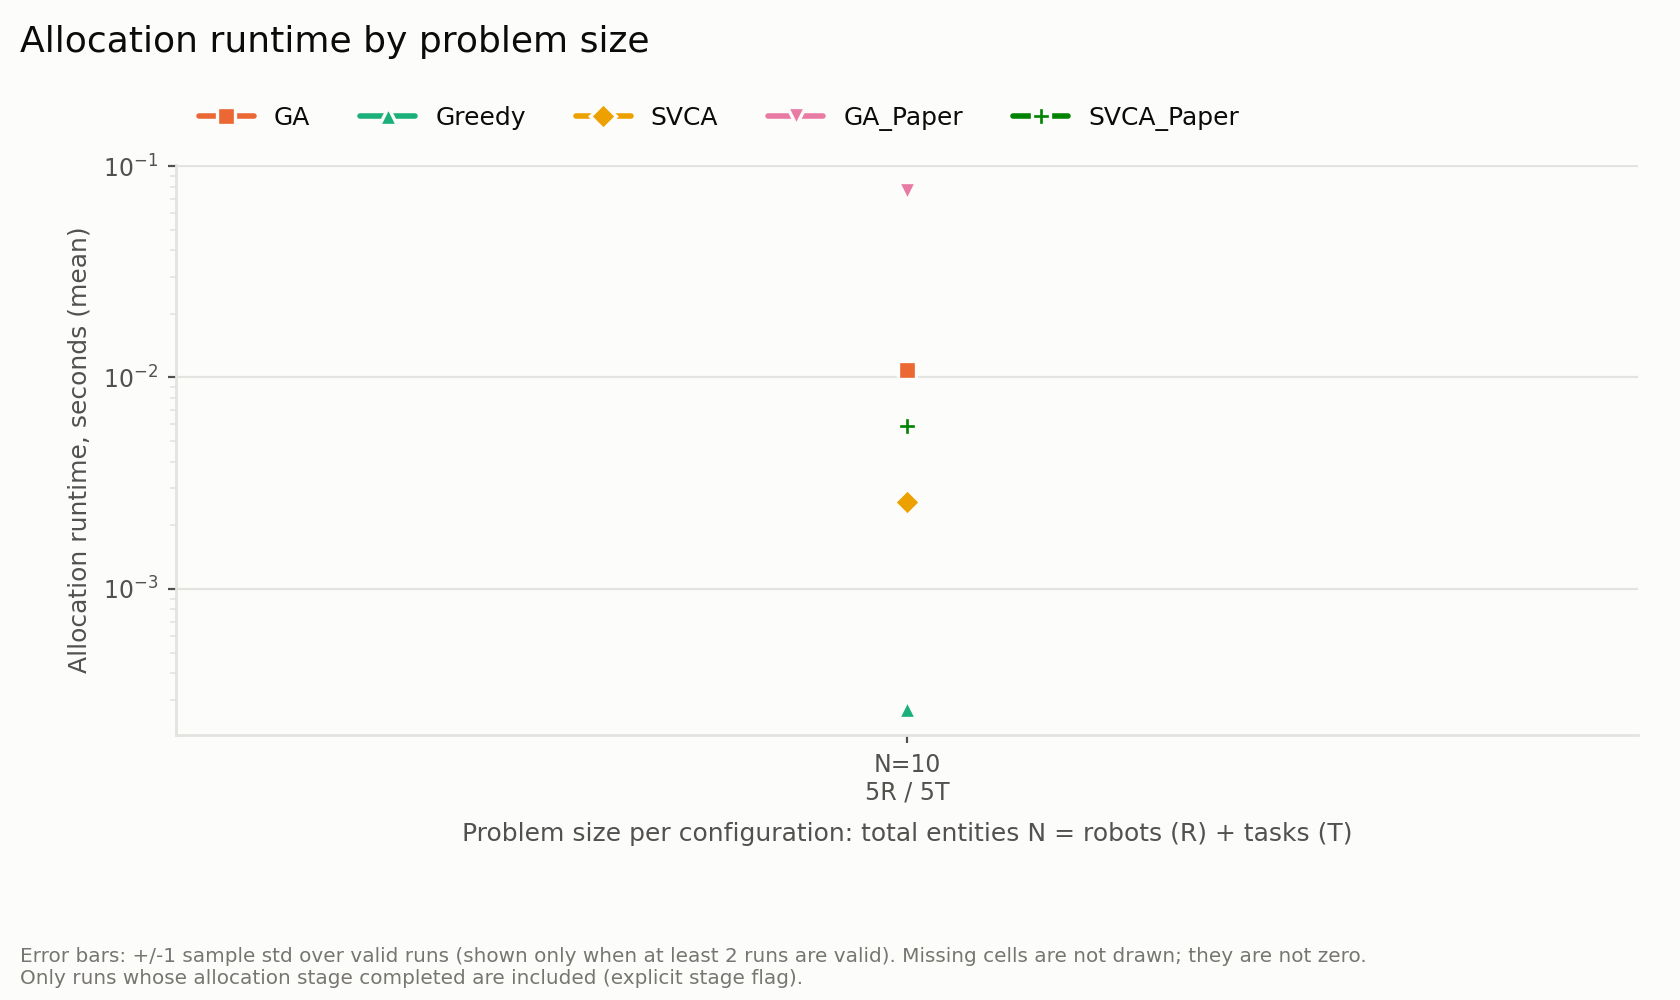 Allocation runtime by problem size
GA
Greedy
SVCA
GA_Paper
SVCA_Paper
10⁻¹
10⁻²
10⁻³
Allocation runtime, seconds (mean)
N=10
5R / 5T
Problem size per configuration: total entities N = robots (R) + tasks (T)
Error bars: +/-1 sample std over valid runs (shown only when at least 2 runs are valid). Missing cells are not drawn; they are not zero.
Only runs whose allocation stage completed are included (explicit stage flag).